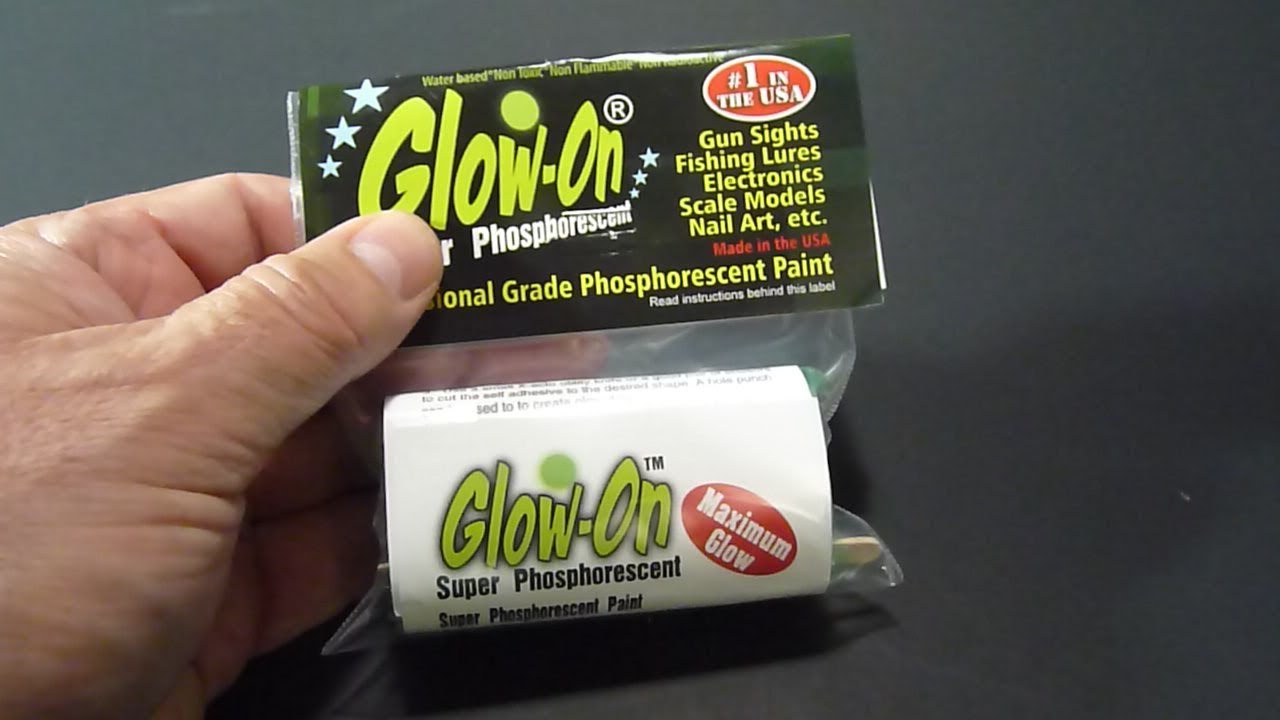 Water based*Non Toxic*Non Flammable*Non Radioactive
Glow-On®
Phosphorescent
#1 IN
THE USA
Gun Sights
Fishing Lures
Electronics
Scale Models
Nail Art, etc.
Made in the USA
Grade Phosphorescent Paint
Read instructions behind this label
to cut the self adhesive to the desired shape. A hole punch
to to create
Glow-On™
Super Phosphorescent
Maximum
Glow
Super Phosphorescent Paint